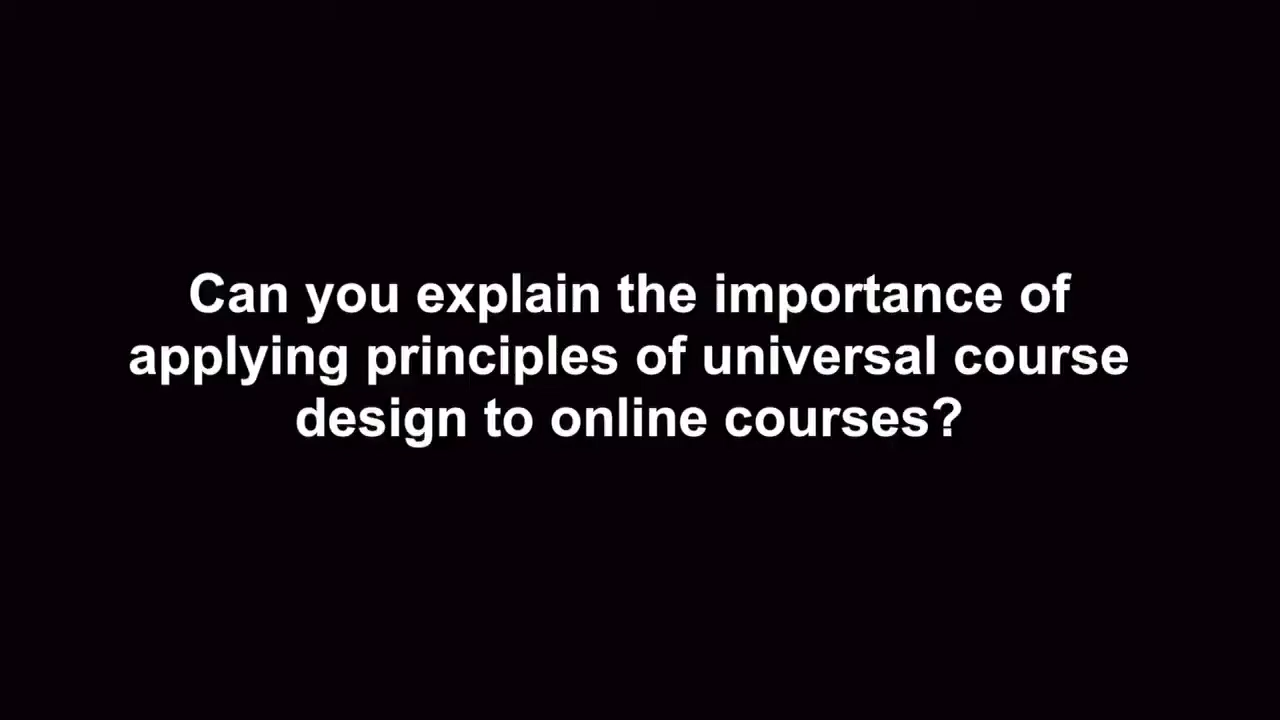 Can you explain the importance of
applying principles of universal course
design to online courses?